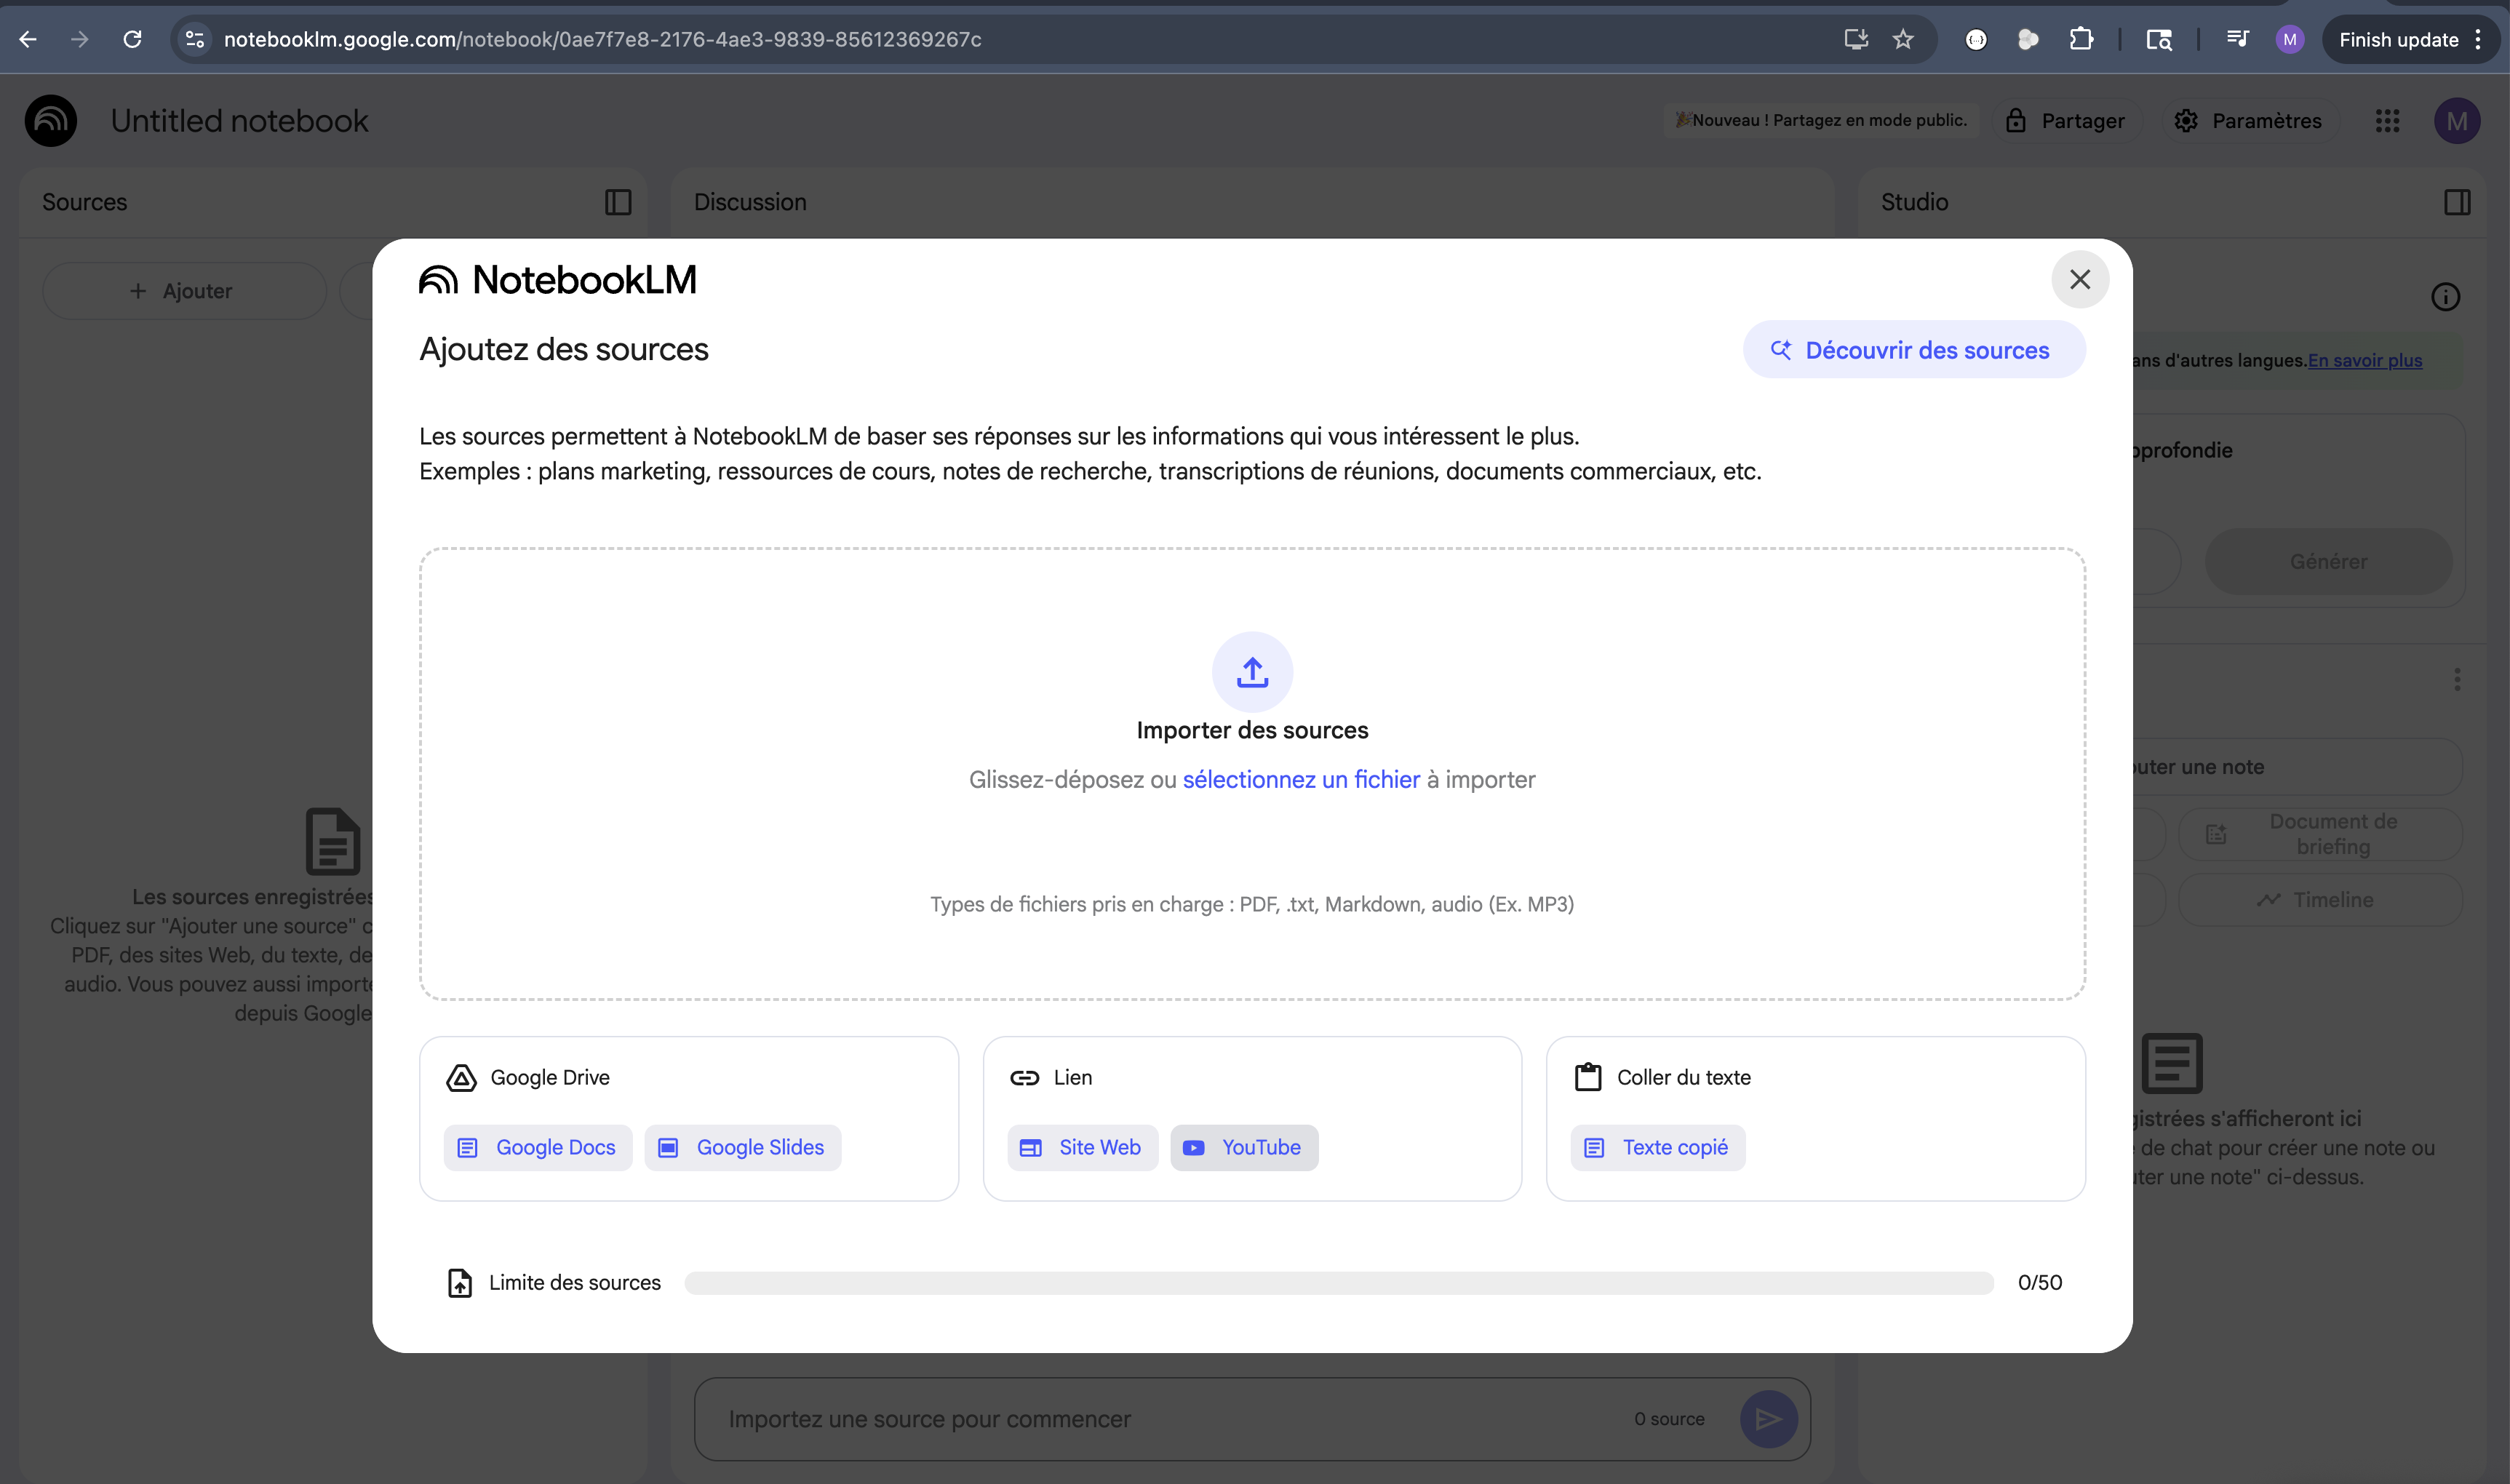 notebooklm.google.com/notebook/0ae7f7e8-2176-4ae3-9839-85612369267c
M
Finish update
Untitled notebook
Nouveau ! Partagez en mode public.
Partager
Paramètres
M
Sources
Discussion
Studio
+ Ajouter
NotebookLM
Ajoutez des sources
Découvrir des sources
ans d'autres langues.En savoir plus
Les sources permettent à NotebookLM de baser ses réponses sur les informations qui vous intéressent le plus.
Exemples : plans marketing, ressources de cours, notes de recherche, transcriptions de réunions, documents commerciaux, etc.
profondie
Générer
Importer des sources
Glissez-déposez ou sélectionnez un fichier à importer
Types de fichiers pris en charge : PDF, .txt, Markdown, audio (Ex. MP3)
Les sources enregistrées
Cliquez sur "Ajouter une source" c
PDF, des sites Web, du texte, de
audio. Vous pouvez aussi importe
depuis Google
outer une note
Document de
briefing
Timeline
Google Drive
Google Docs
Google Slides
Lien
Site Web
YouTube
Coller du texte
Texte copié
gistrées s'afficheront ici
de chat pour créer une note ou
uter une note" ci-dessus.
Limite des sources
0/50
Importez une source pour commencer
0 source